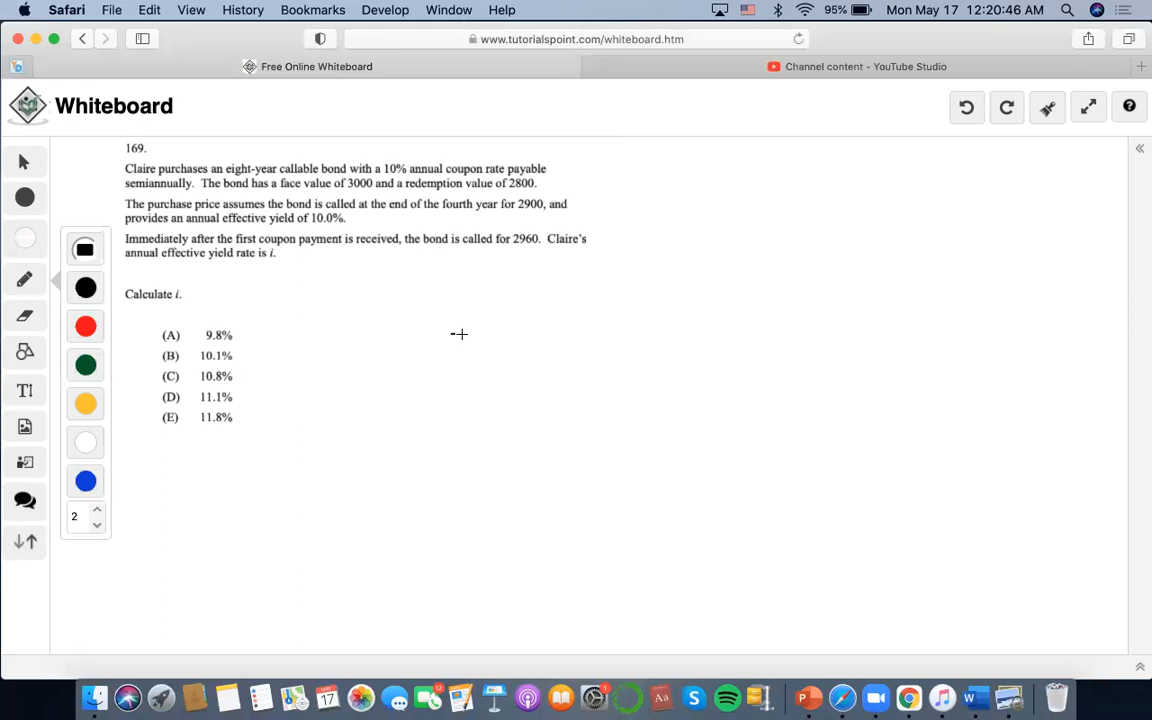 Safari File Edit View History Bookmarks Develop Window Help 95% Mon May 17 12:20:46 AM
www.tutorialspoint.com/whiteboard.htm
Free Online Whiteboard Channel content - YouTube Studio
Whiteboard
169.
Claire purchases an eight-year callable bond with a 10% annual coupon rate payable
semiannually. The bond has a face value of 3000 and a redemption value of 2800.
The purchase price assumes the bond is called at the end of the fourth year for 2900, and
provides an annual effective yield of 10.0%.
Immediately after the first coupon payment is received, the bond is called for 2960. Claire's
annual effective yield rate is i.
Calculate i.
(A) 9.8%
(B) 10.1%
(C) 10.8%
(D) 11.1%
(E) 11.8%
2